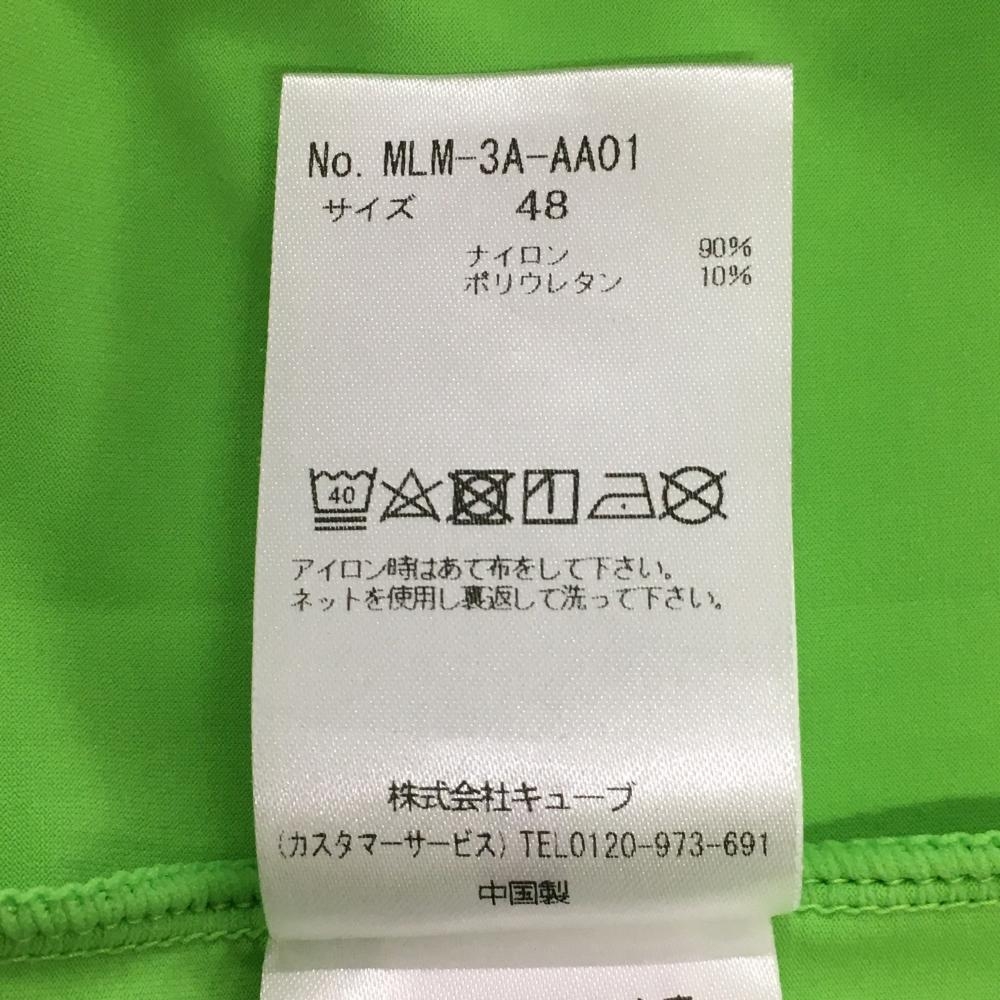 No. MLM-3A-AA01
サイズ 48
ナイロン 90%
ポリウレタン 10%
40
アイロン時はあて布をして下さい。
ネットを使用し裏返して洗って下さい。
株式会社キューブ
(カスタマーサービス) TEL0120-973-691
中国製